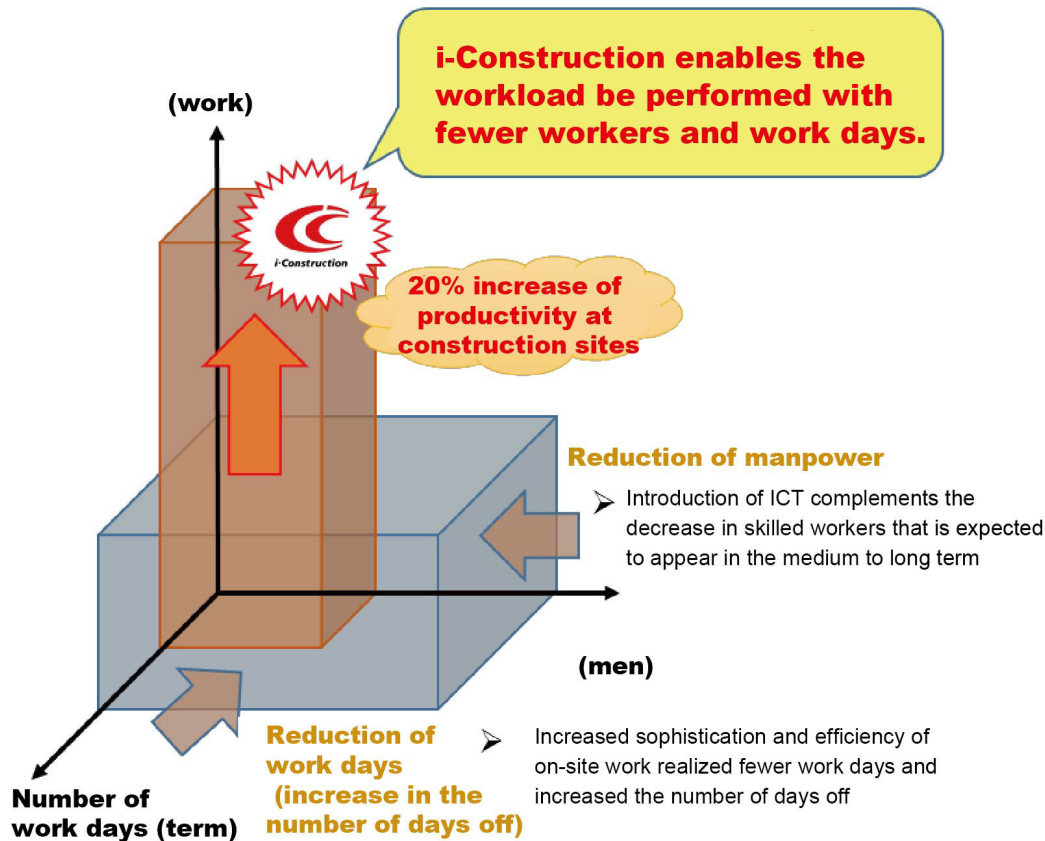 i-Construction enables the
workload be performed with
fewer workers and work days.
(work)
i-Construction
20% increase of
productivity at
construction sites
Reduction of manpower
➢ Introduction of ICT complements the
decrease in skilled workers that is expected
to appear in the medium to long term
(men)
Reduction of
work days
(increase in the
number of days off)
➢ Increased sophistication and efficiency of
on-site work realized fewer work days and
increased the number of days off
Number of
work days (term)